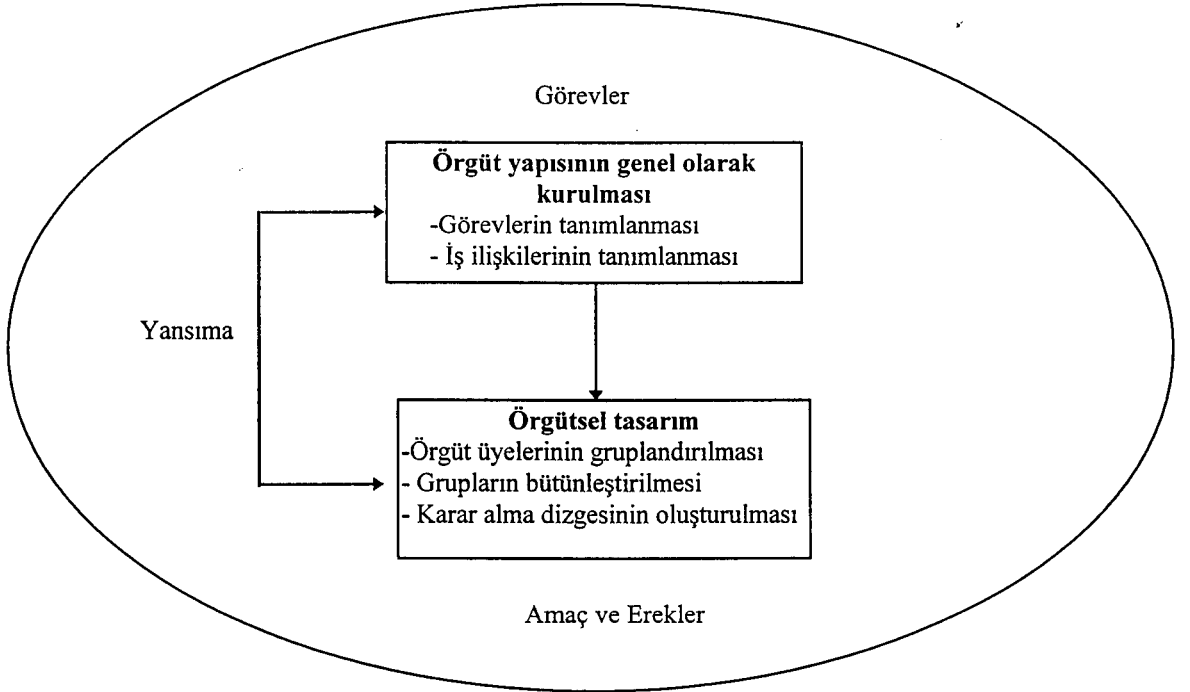 Görevler
Örgüt yapısının genel olarak
kurulması
-Görevlerin tanımlanması
- İş ilişkilerinin tanımlanması
Yansıma
Örgütsel tasarım
-Örgüt üyelerinin gruplandırılması
- Grupların bütünleştirilmesi
- Karar alma dizgesinin oluşturulması
Amaç ve Erekler